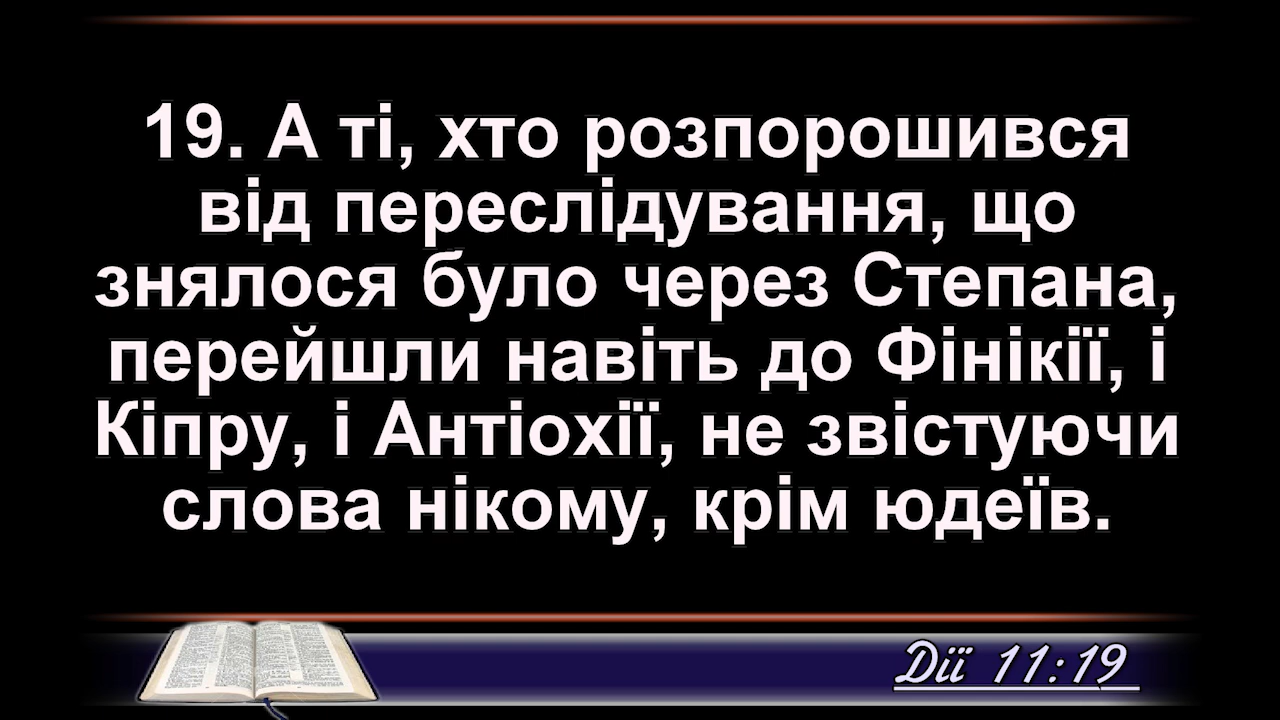 19. А ті, хто розпорошився
від переслідування, що
знялося було через Степана,
перейшли навіть до Фінікії, і
Кіпру, і Антіохії, не звістуючи
слова нікому, крім юдеїв.
Дії 11:19